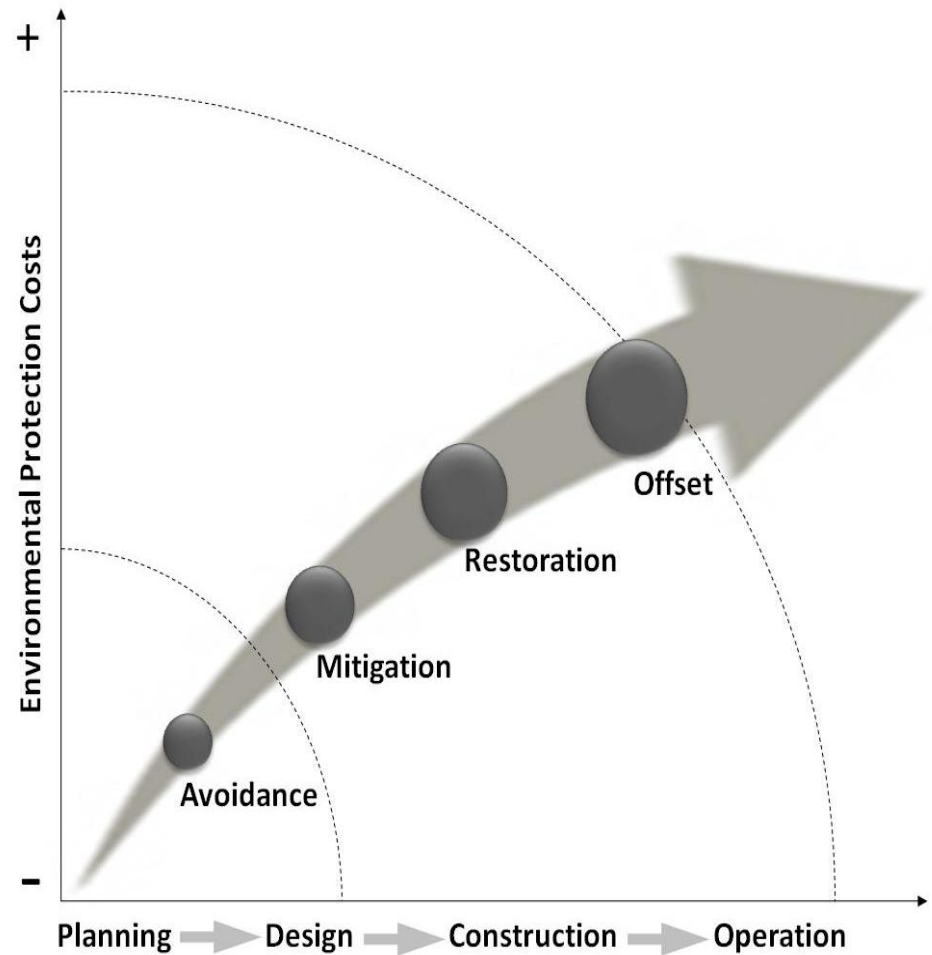 +
Environmental Protection Costs
-
Offset
Restoration
Mitigation
Avoidance
Planning Design Construction Operation